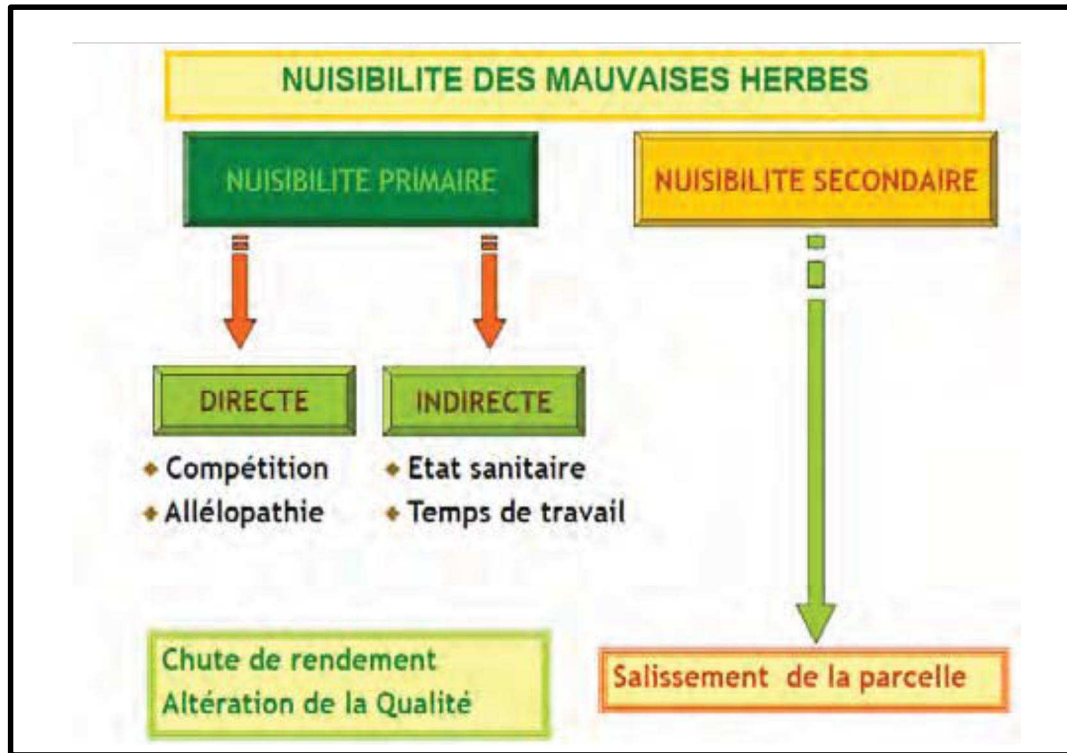 NUISIBILITE DES MAUVAISES HERBES
NUISIBILITE PRIMAIRE
NUISIBILITE SECONDAIRE
DIRECTE
INDIRECTE
Compétition
Allélopathie
Etat sanitaire
Temps de travail
Chute de rendement
Altération de la Qualité
Salissement de la parcelle